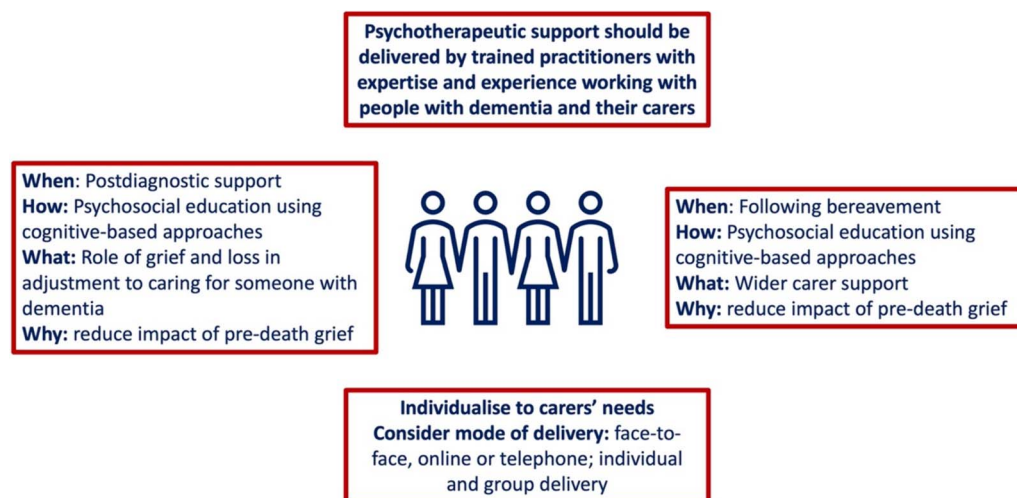 Psychotherapeutic support should be
delivered by trained practitioners with
expertise and experience working with
people with dementia and their carers
When: Postdiagnostic support
How: Psychosocial education using
cognitive-based approaches
What: Role of grief and loss in
adjustment to caring for someone with
dementia
Why: reduce impact of pre-death grief
When: Following bereavement
How: Psychosocial education using
cognitive-based approaches
What: Wider carer support
Why: reduce impact of pre-death grief
Individualise to carers' needs
Consider mode of delivery: face-to-
face, online or telephone; individual
and group delivery